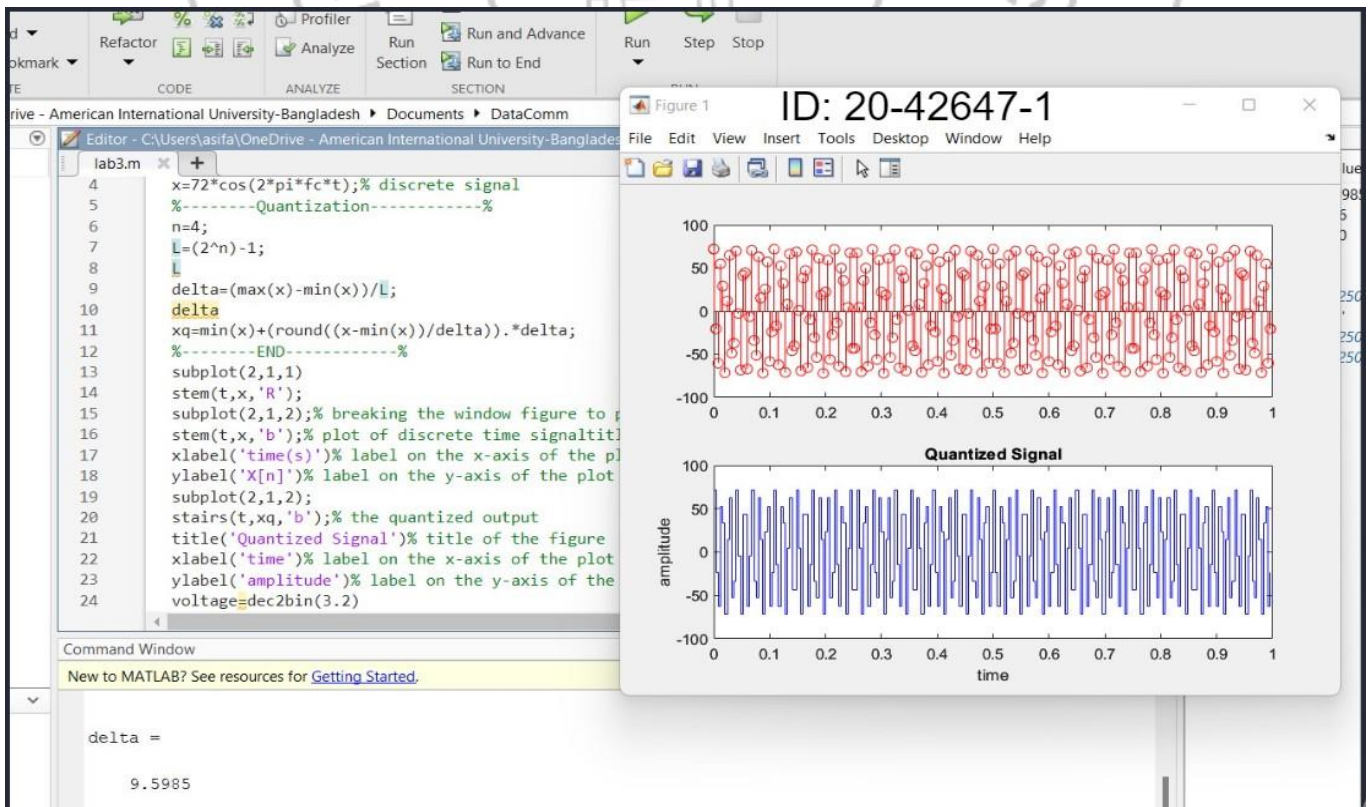 Profiler
Refactor
Analyze
Run
Section
Run and Advance
Run to End
Run
Step
Stop
CODE
ANALYZE
SECTION
American International University-Bangladesh ▸ Documents ▸ DataComm
Editor - C:\Users\asifa\OneDrive - American International University-Banglades
lab3.m
4 x=72*cos(2*pi*fc*t);% discrete signal
5 %--------Quantization------------%
6 n=4;
7 L=(2^n)-1;
8 L
9 delta=(max(x)-min(x))/L;
10 delta
11 xq=min(x)+(round((x-min(x))/delta)).*delta;
12 %--------END------------%
13 subplot(2,1,1)
14 stem(t,x,'R');
15 subplot(2,1,2);% breaking the window figure to
16 stem(t,x,'b');% plot of discrete time signaltitl
17 xlabel('time(s)')% label on the x-axis of the pl
18 ylabel('X[n]')% label on the y-axis of the plot
19 subplot(2,1,2);
20 stairs(t,xq,'b');% the quantized output
21 title('Quantized Signal')% title of the figure
22 xlabel('time')% label on the x-axis of the plot
23 ylabel('amplitude')% label on the y-axis of the
24 voltage=dec2bin(3.2)
Command Window
New to MATLAB? See resources for Getting Started.
delta =
9.5985
Figure 1
ID: 20-42647-1
File Edit View Insert Tools Desktop Window Help
100
50
0
-50
-100
0 0.1 0.2 0.3 0.4 0.5 0.6 0.7 0.8 0.9 1
Quantized Signal
100
50
0
-50
-100
amplitude
0 0.1 0.2 0.3 0.4 0.5 0.6 0.7 0.8 0.9 1
time